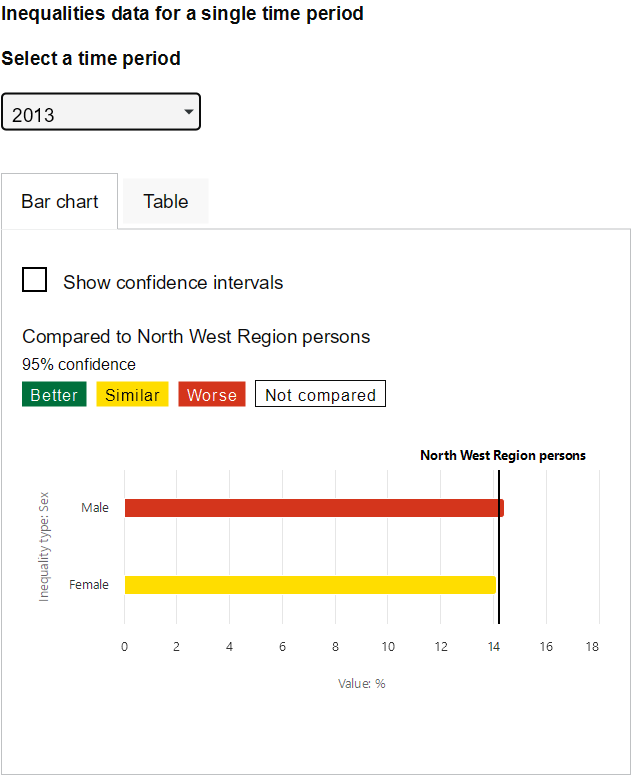 Inequalities data for a single time period
Select a time period
2013
Bar chart Table
Show confidence intervals
Compared to North West Region persons
95% confidence
Better Similar Worse Not compared
North West Region persons
Inequality type: Sex
Male
Female
0 2 4 6 8 10 12 14 16 18
Value: %